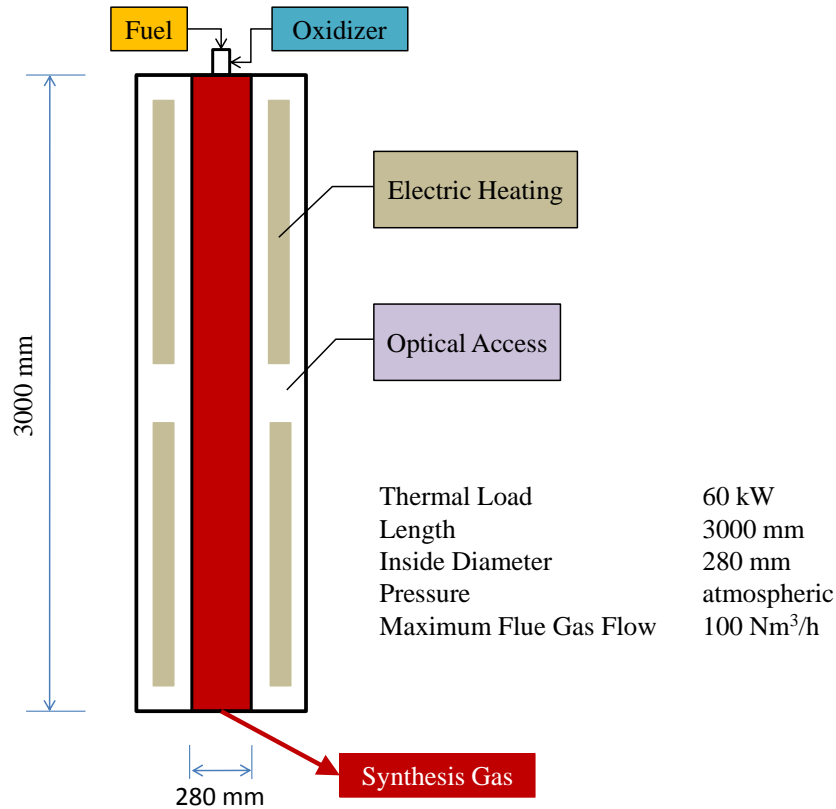 Fuel
Oxidizer
Electric Heating
Optical Access
3000 mm
Thermal Load 60 kW
Length 3000 mm
Inside Diameter 280 mm
Pressure atmospheric
Maximum Flue Gas Flow 100 Nm³/h
Synthesis Gas
280 mm